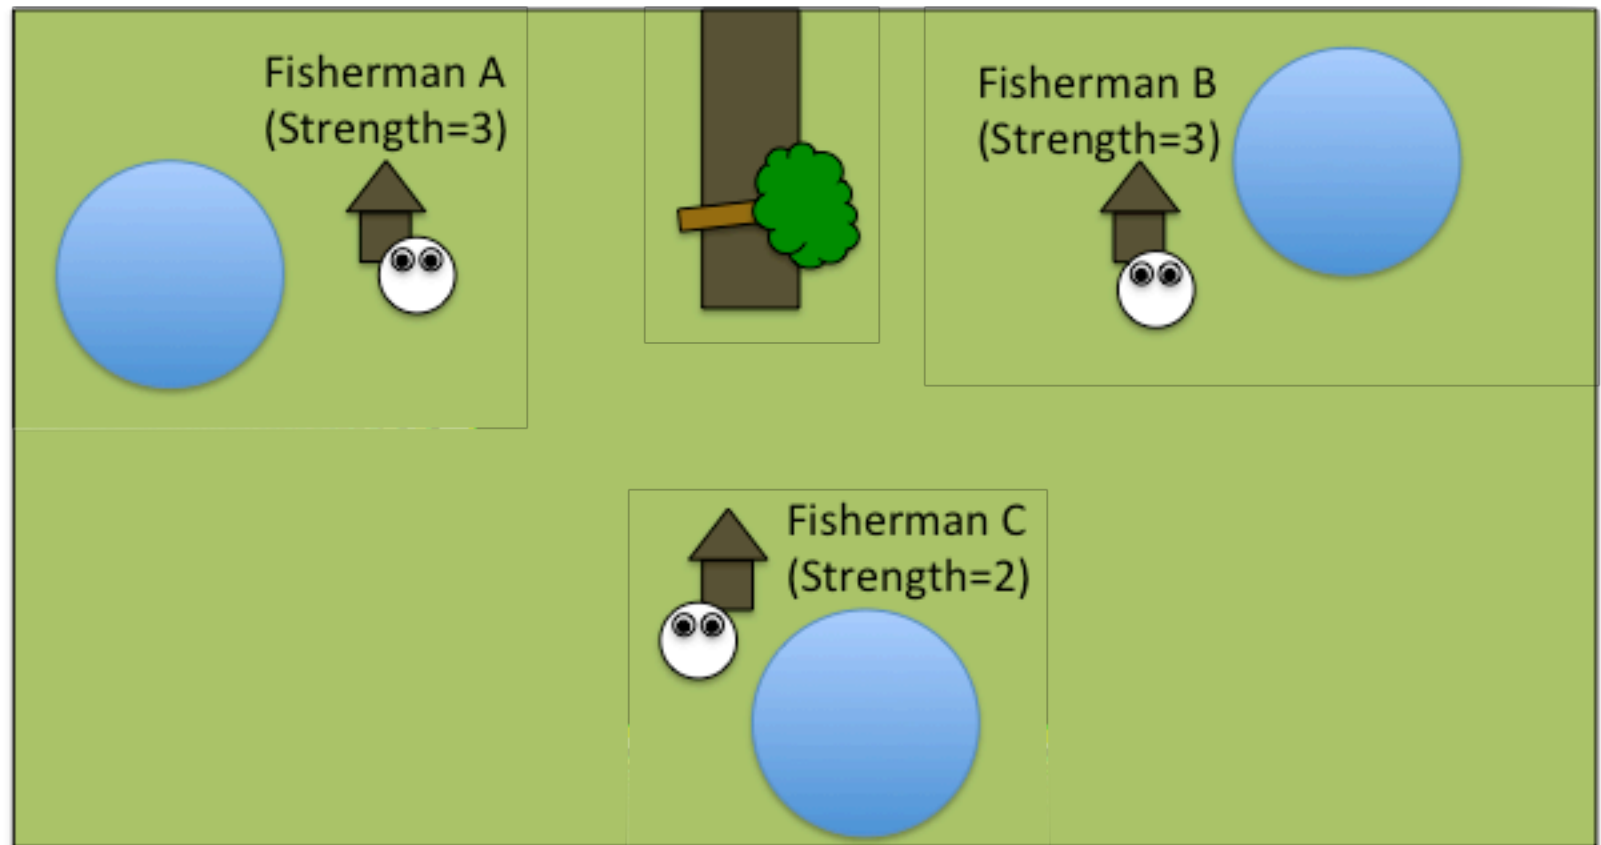 Fisherman A
(Strength=3)
Fisherman B
(Strength=3)
Fisherman C
(Strength=2)